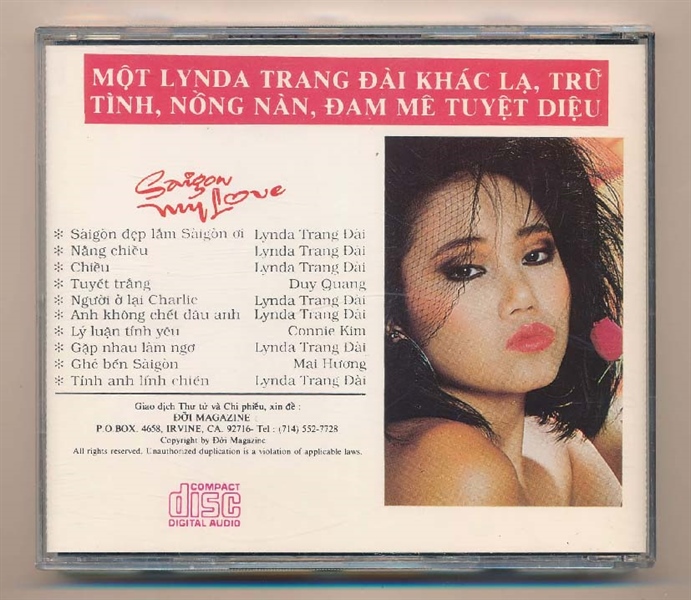 MỘT LYNDA TRANG ĐÀI KHÁC LẠ, TRỮ
TÌNH, NỒNG NÀN, ĐAM MÊ TUYỆT DIỆU
Saigon
my Love
* Sàigòn đẹp lắm Sàigòn ơi Lynda Trang Đài
* Nắng chiều Lynda Trang Đài
* Chiều Lynda Trang Đài
* Tuyết trắng Duy Quang
* Người ở lại Charlie Lynda Trang Đài
* Anh không chết đâu anh Lynda Trang Đài
* Lý luận tình yêu Connie Kim
* Gặp nhau làm ngơ Lynda Trang Đài
* Ghé bến Sàigòn Mai Hương
* Tình anh lính chiến Lynda Trang Đài
Giao dịch Thư từ và Chi phiếu, xin đề :
ĐỜI MAGAZINE :
P.O.BOX. 4658, IRVINE, CA. 92716- Tel : (714) 552-7728
Copyright by Đời Magazine
All rights reserved. Unauthorized duplication is a violation of applicable laws.
COMPACT
disc
DIGITAL AUDIO